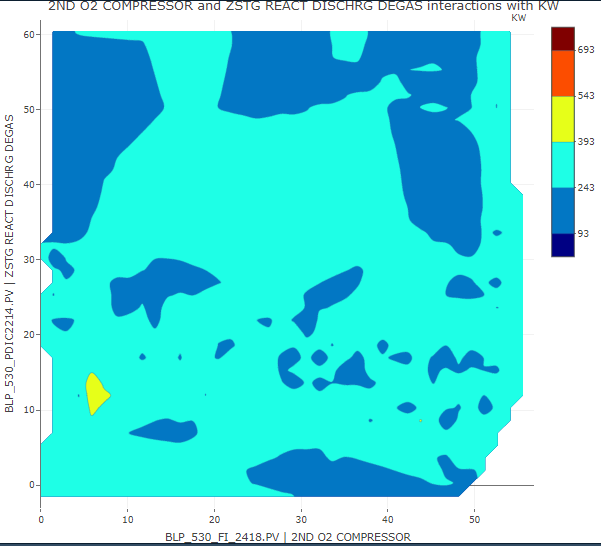 2ND O2 COMPRESSOR and ZSTG REACT DISCHRG DEGAS interactions with KW
KW
693
543
393
243
93
BLP_530_PDIC2214.PV | ZSTG REACT DISCHRG DEGAS
60
50
40
30
20
10
0
0 10 20 30 40 50
BLP_530_FI_2418.PV | 2ND O2 COMPRESSOR